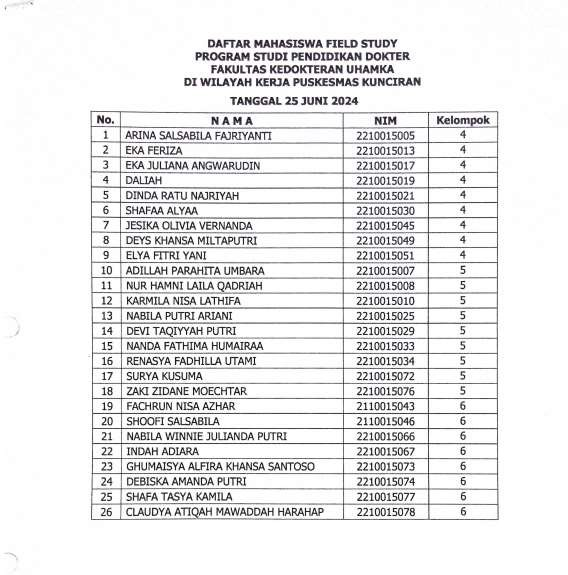 DAFTAR MAHASISWA FIELD STUDY
PROGRAM STUDI PENDIDIKAN DOKTER
FAKULTAS KEDOKTERAN UHAMKA
DI WILAYAH KERJA PUSKESMAS KUNCIRAN
TANGGAL 25 JUNI 2024
No. N A M A NIM Kelompok
1 ARINA SALSABILA FAJRIYANTI 2210015005 4
2 EKA FERIZA 2210015013 4
3 EKA JULIANA ANGWARUDIN 2210015017 4
4 DALIAH 2210015019 4
5 DINDA RATU NAJRIYAH 2210015021 4
6 SHAFAA ALYAA 2210015030 4
7 JESIKA OLIVIA VERNANDA 2210015045 4
8 DEYS KHANSA MILTAPUTRI 2210015049 4
9 ELYA FITRI YANI 2210015051 4
10 ADILLAH PARAHITA UMBARA 2210015007 5
11 NUR HAMNI LAILA QADRIAH 2210015008 5
12 KARMILA NISA LATHIFA 2210015010 5
13 NABILA PUTRI ARIANI 2210015025 5
14 DEVI TAQIYYAH PUTRI 2210015029 5
15 NANDA FATHIMA HUMAIRAA 2210015033 5
16 RENASYA FADHILLA UTAMI 2210015034 5
17 SURYA KUSUMA 2210015072 5
18 ZAKI ZIDANE MOECHTAR 2210015076 5
19 FACHRUN NISA AZHAR 2110015043 6
20 SHOOFI SALSABILA 2110015046 6
21 NABILA WINNIE JULIANDA PUTRI 2210015066 6
22 INDAH ADIARA 2210015067 6
23 GHUMAISYA ALFIRA KHANSA SANTOSO 2210015073 6
24 DEBISKA AMANDA PUTRI 2210015074 6
25 SHAFA TASYA KAMILA 2210015077 6
26 CLAUDYA ATIQAH MAWADDAH HARAHAP 2210015078 6